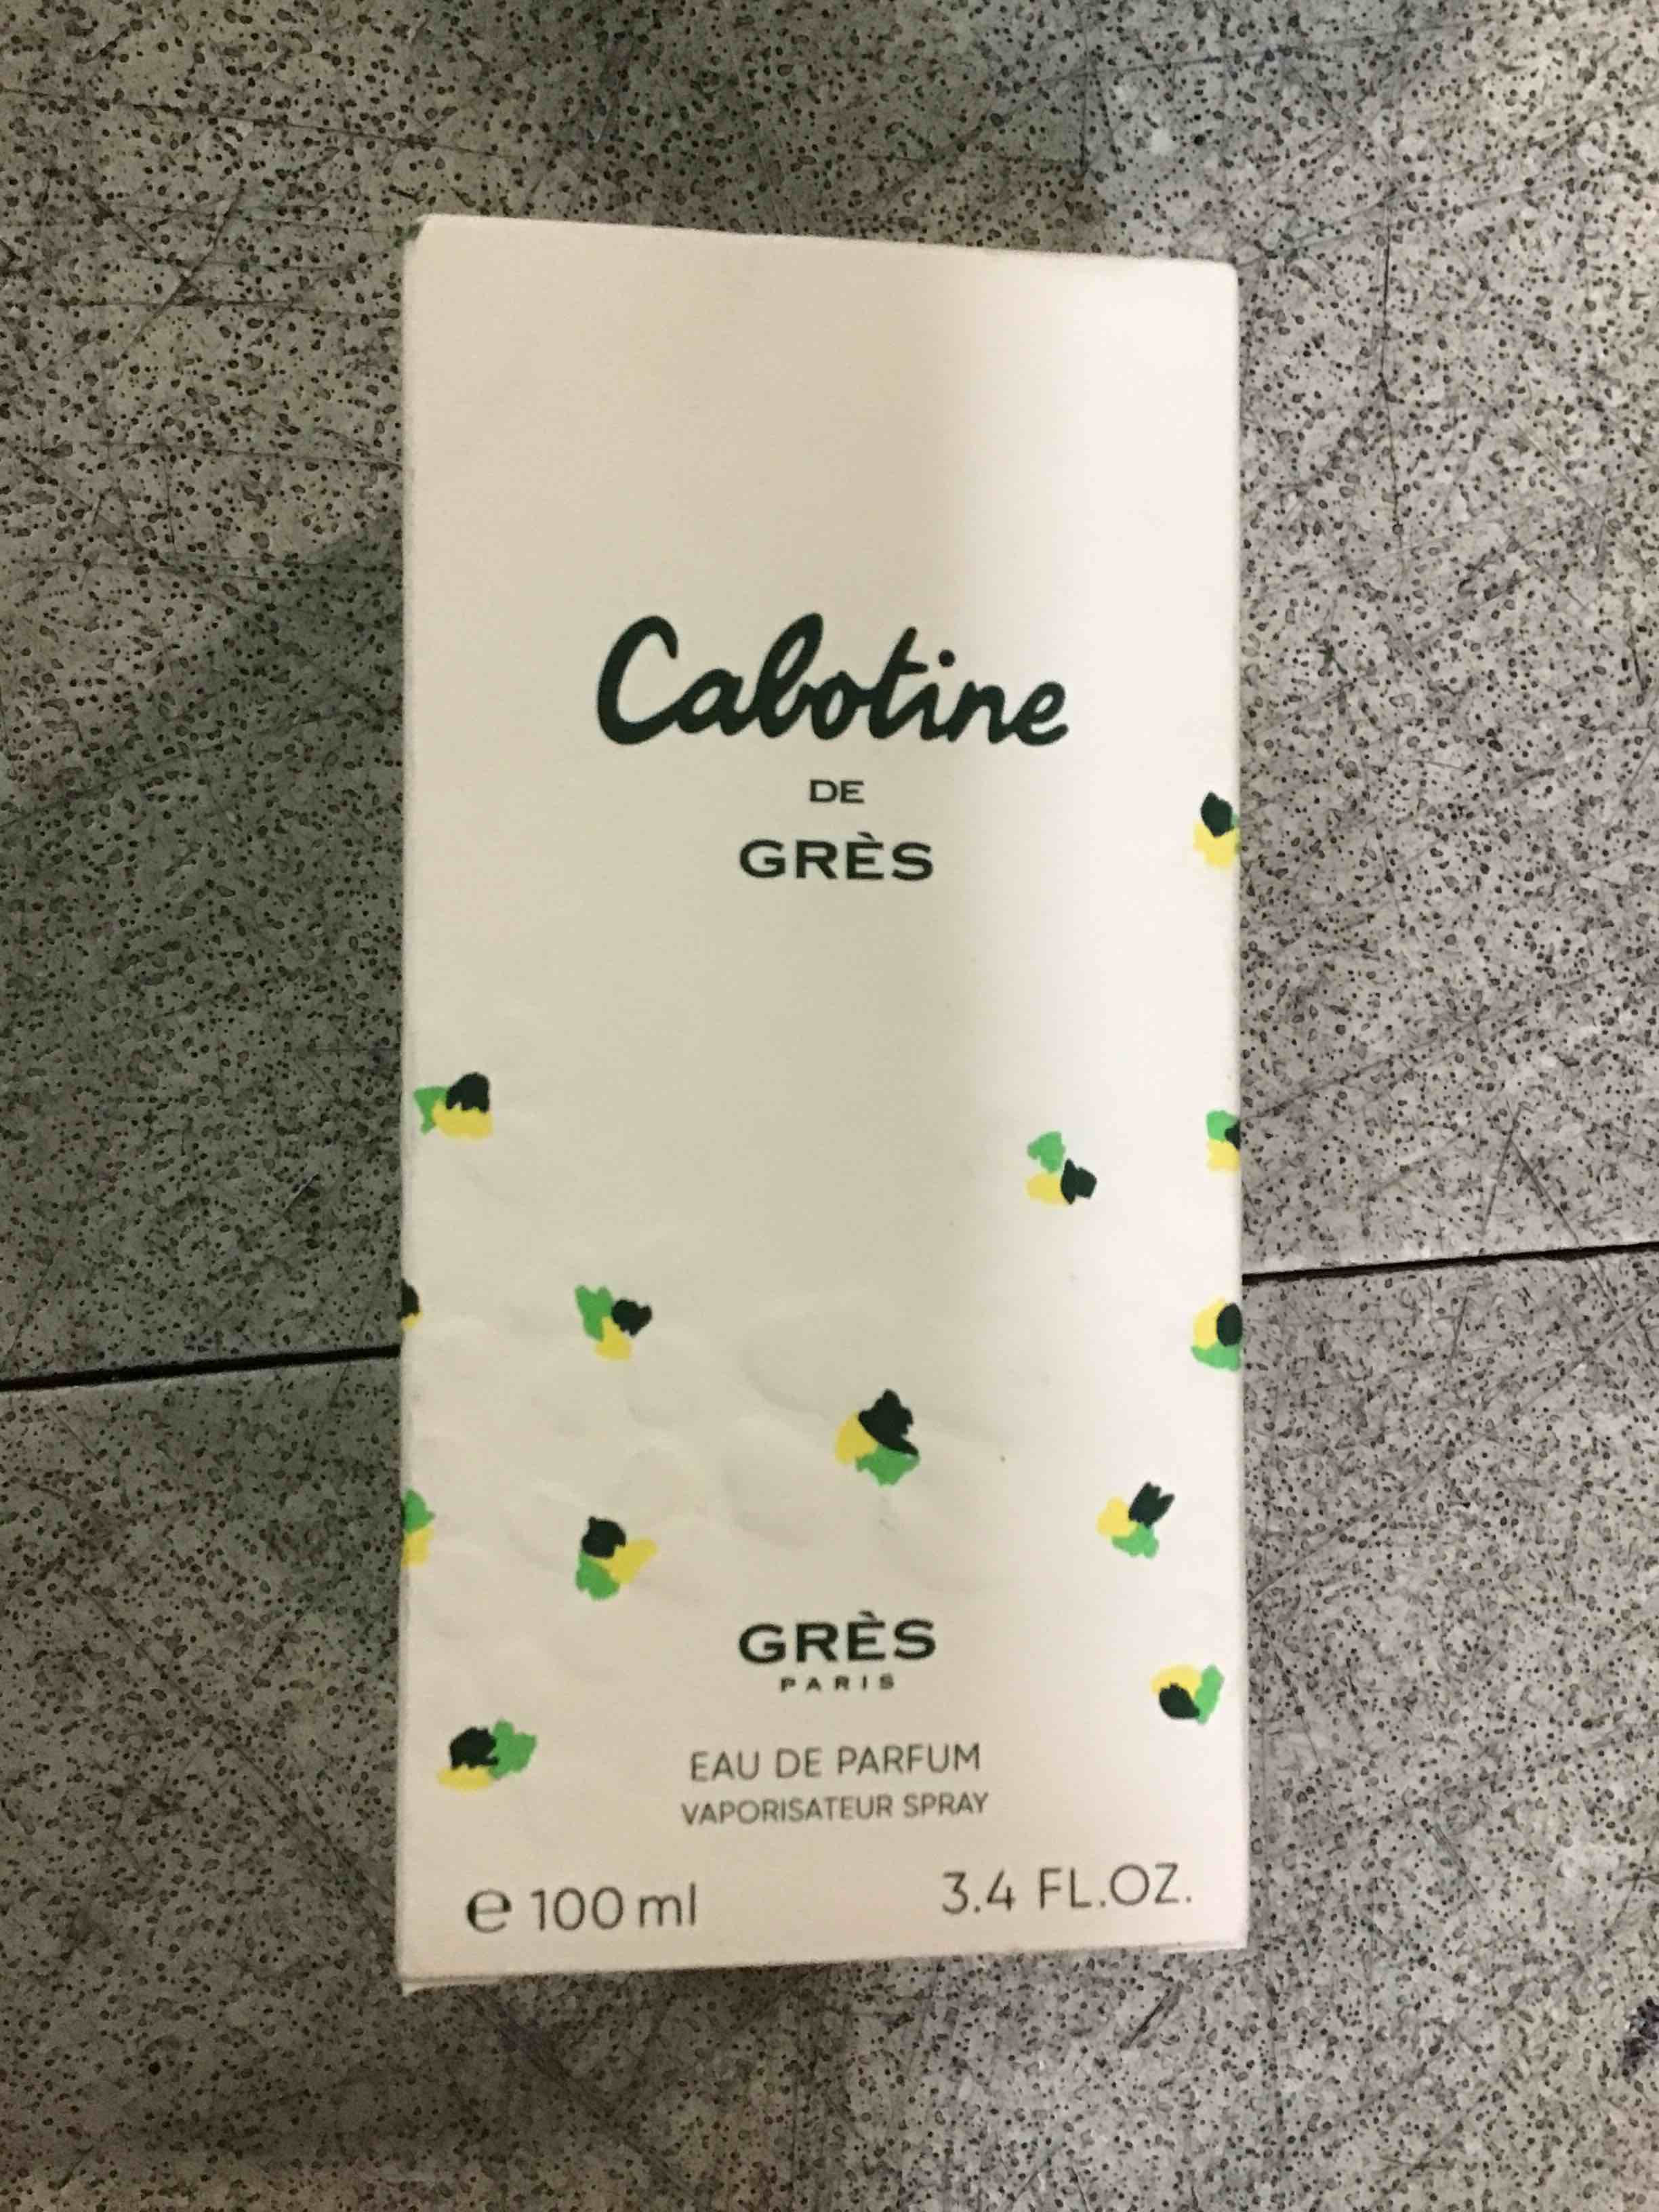 Cabotine
DE
GRÈS
GRÈS
PARIS
EAU DE PARFUM
VAPORISATEUR SPRAY
℮ 100 ml 3.4 FL.OZ.